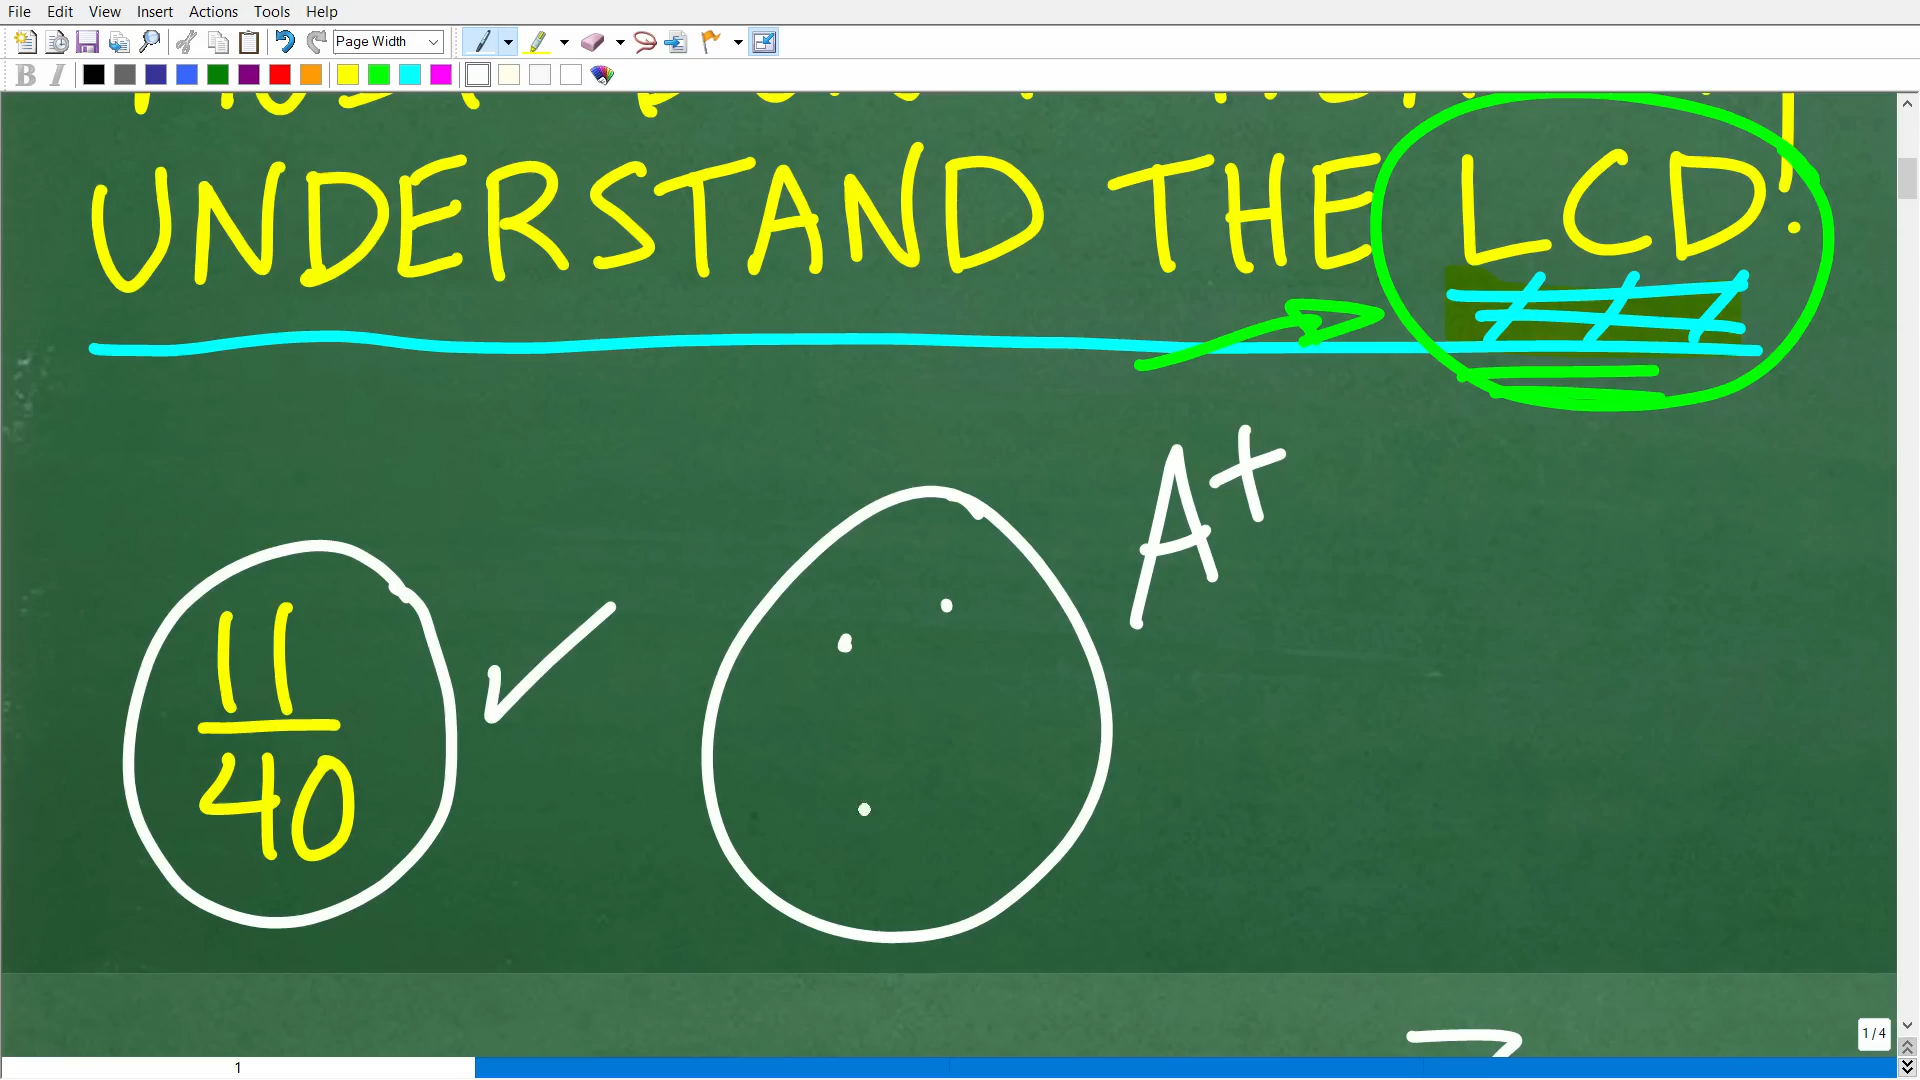 File Edit View Insert Actions Tools Help
Page Width
B I
UNDERSTAND THE LCD!
A+
11
40
1 / 4
1